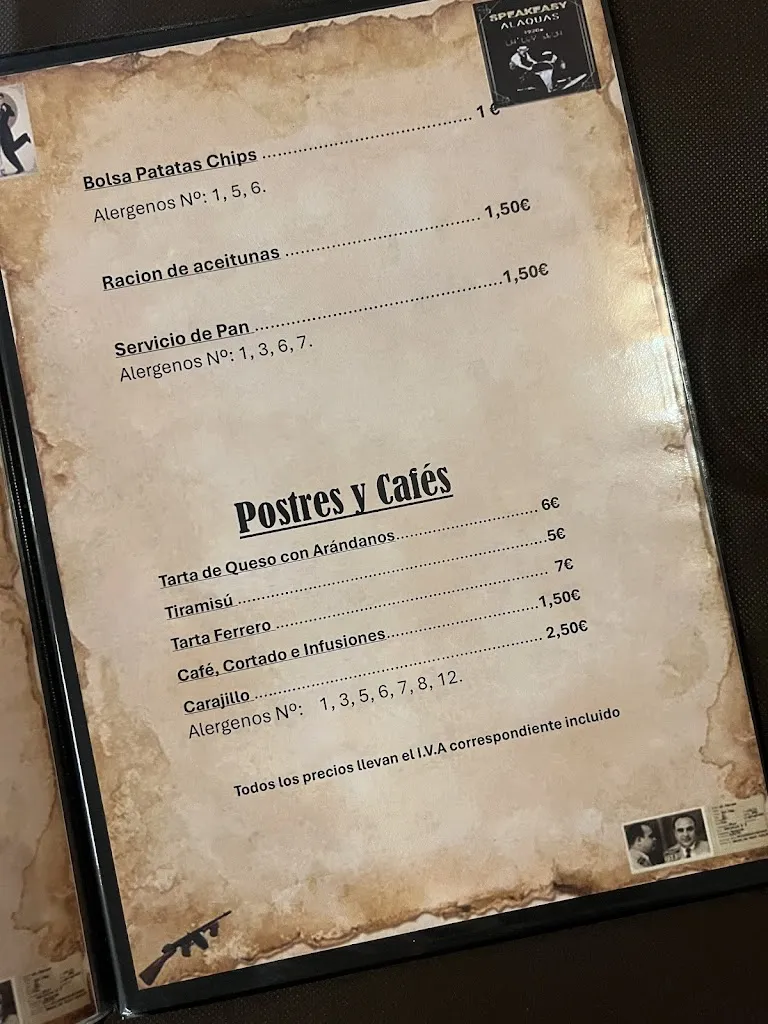 SPEAKEASY
ALAQUAS
Bolsa Patatas Chips ........................................ 1 €
Alergenos Nº: 1, 5, 6.
Racion de aceitunas ..................................... 1,50€
Servicio de Pan ...............................................1,50€
Alergenos Nº: 1, 3, 6, 7.
Postres y Cafés
Tarta de Queso con Arándanos........................... 6€
Tiramisú ..........................................................5€
Tarta Ferrero .................................................... 7€
Café, Cortado e Infusiones.............................1,50€
Carajillo ....................................................... 2,50€
Alergenos Nº: 1, 3, 5, 6, 7, 8, 12.
Todos los precios llevan el I.V.A correspondiente incluido